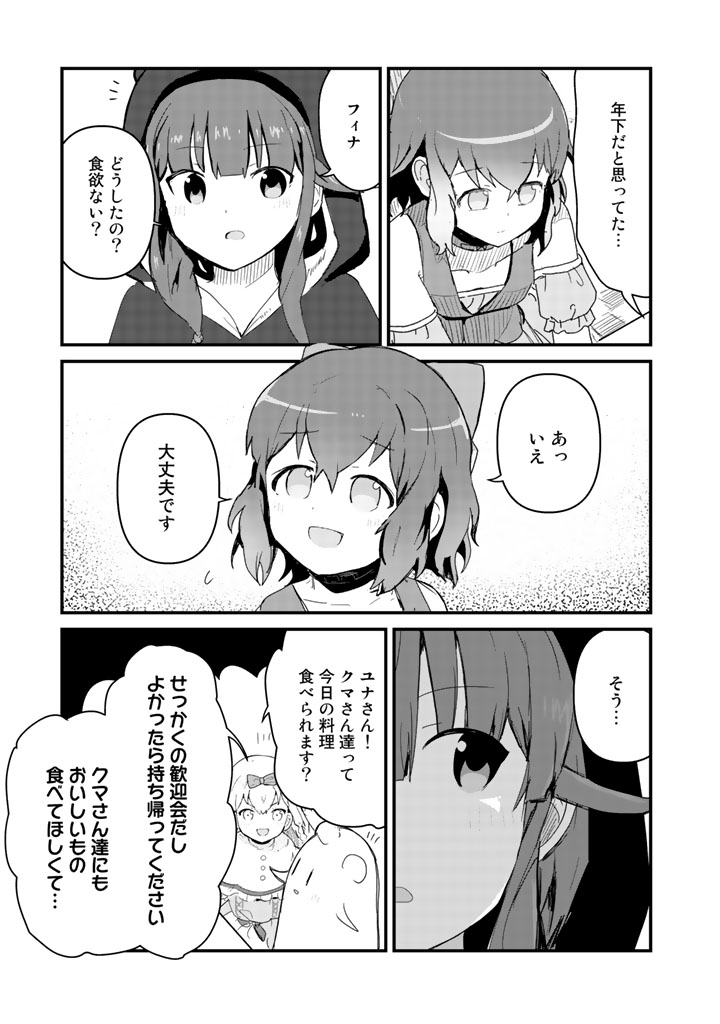 年下だと思ってた…
フィナ
どうしたの？
食欲ない？
あっ
いえ
大丈夫です
そう…
ユナさん！
クマさん達って
今日の料理
食べられます？
せっかくの歓迎会だし
よかったら持ち帰ってください
クマさん達にも
おいしいもの
食べてほしくて…